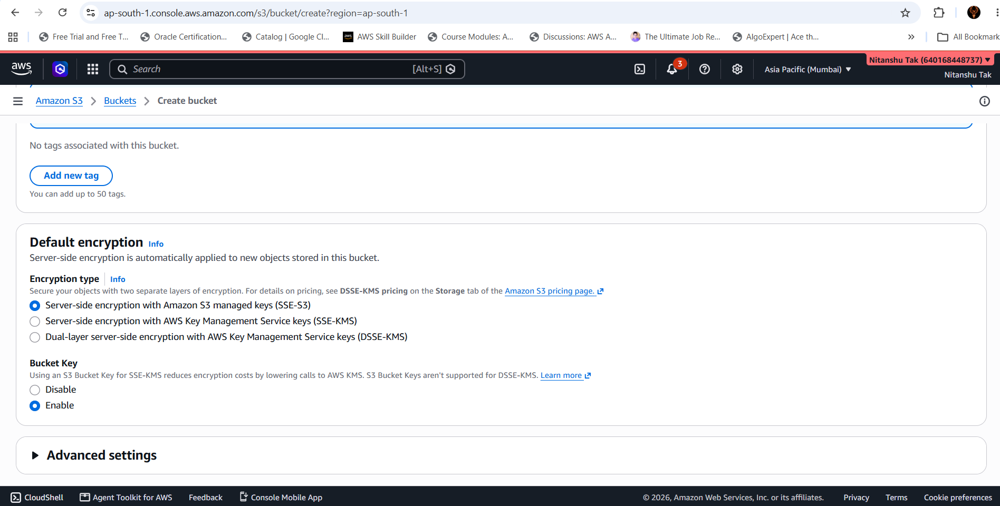 ap-south-1.console.aws.amazon.com/s3/bucket/create?region=ap-south-1
Free Trial and Free T... Oracle Certification... Catalog | Google Cl... aws AWS Skill Builder Course Modules: A... Discussions: AWS A... The Ultimate Job Re... AlgoExpert | Ace th... » All Bookmark
aws Search [Alt+S] 3 Asia Pacific (Mumbai) ▼ Nitanshu Tak (640168448737) ▼
Nitanshu Tak
Amazon S3 > Buckets > Create bucket
No tags associated with this bucket.
Add new tag
You can add up to 50 tags.
Default encryption Info
Server-side encryption is automatically applied to new objects stored in this bucket.
Encryption type Info
Secure your objects with two separate layers of encryption. For details on pricing, see DSSE-KMS pricing on the Storage tab of the Amazon S3 pricing page.
Server-side encryption with Amazon S3 managed keys (SSE-S3)
Server-side encryption with AWS Key Management Service keys (SSE-KMS)
Dual-layer server-side encryption with AWS Key Management Service keys (DSSE-KMS)
Bucket Key
Using an S3 Bucket Key for SSE-KMS reduces encryption costs by lowering calls to AWS KMS. S3 Bucket Keys aren't supported for DSSE-KMS. Learn more
Disable
Enable
Advanced settings
CloudShell Agent Toolkit for AWS Feedback Console Mobile App © 2026, Amazon Web Services, Inc. or its affiliates. Privacy Terms Cookie preferences